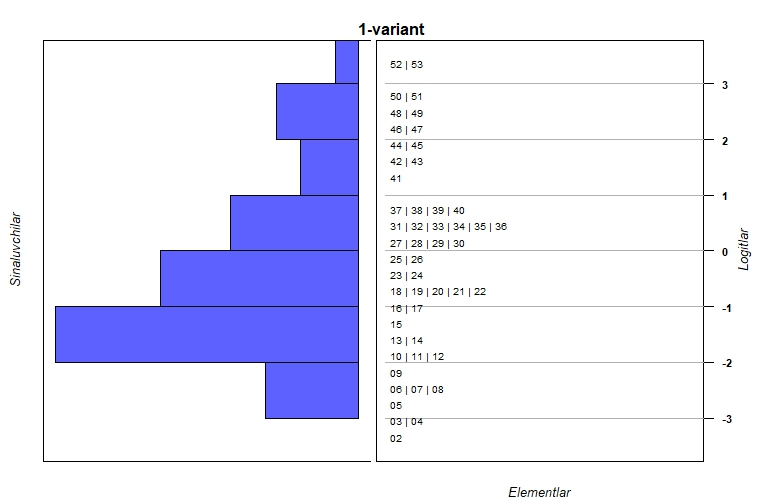 1-variant
52 | 53
3
50 | 51
48 | 49
46 | 47
2
44 | 45
42 | 43
41
1
37 | 38 | 39 | 40
31 | 32 | 33 | 34 | 35 | 36
27 | 28 | 29 | 30
0
25 | 26
23 | 24
18 | 19 | 20 | 21 | 22
-1
16 | 17
15
13 | 14
10 | 11 | 12
-2
09
06 | 07 | 08
05
-3
03 | 04
02
Sinaluvchilar
Logitlar
Elementlar